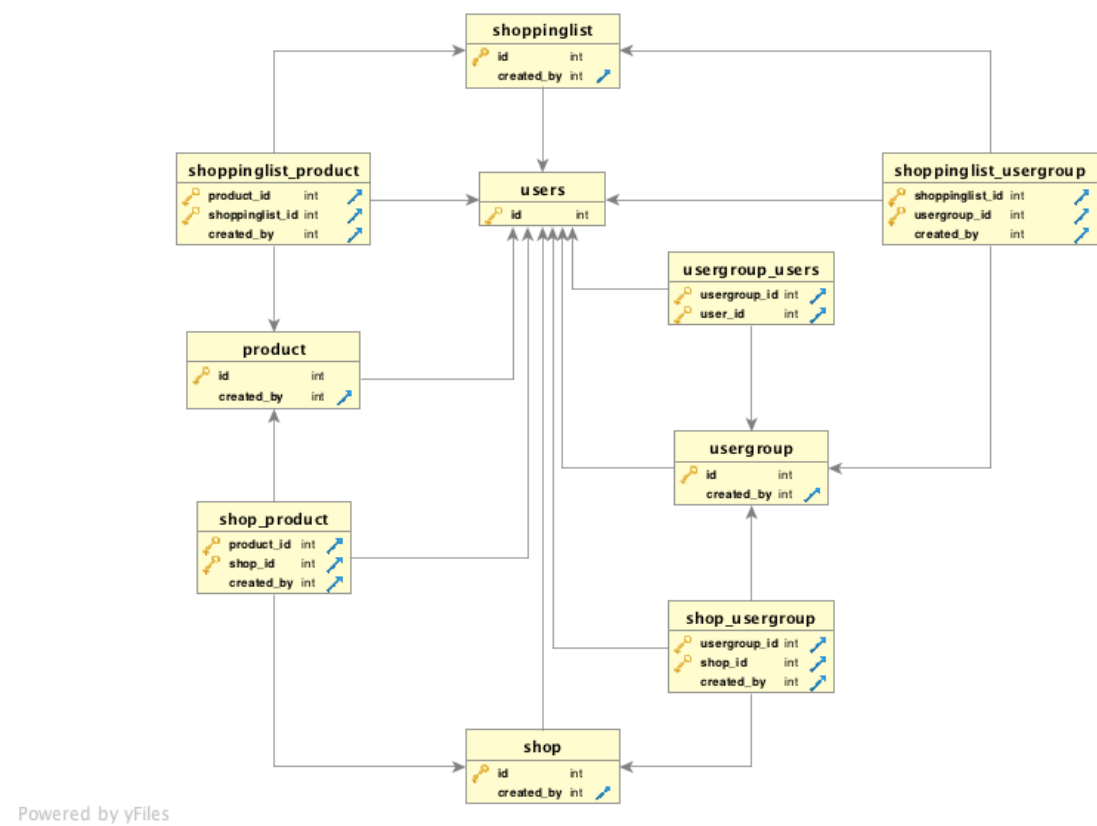 shoppinglist
id int
created_by int
shoppinglist_product
product_id int
shoppinglist_id int
created_by int
users
id int
shoppinglist_usergroup
shoppinglist_id int
usergroup_id int
created_by int
usergroup_users
usergroup_id int
user_id int
product
id int
created_by int
usergroup
id int
created_by int
shop_product
product_id int
shop_id int
created_by int
shop_usergroup
usergroup_id int
shop_id int
created_by int
shop
id int
created_by int
Powered by yFiles